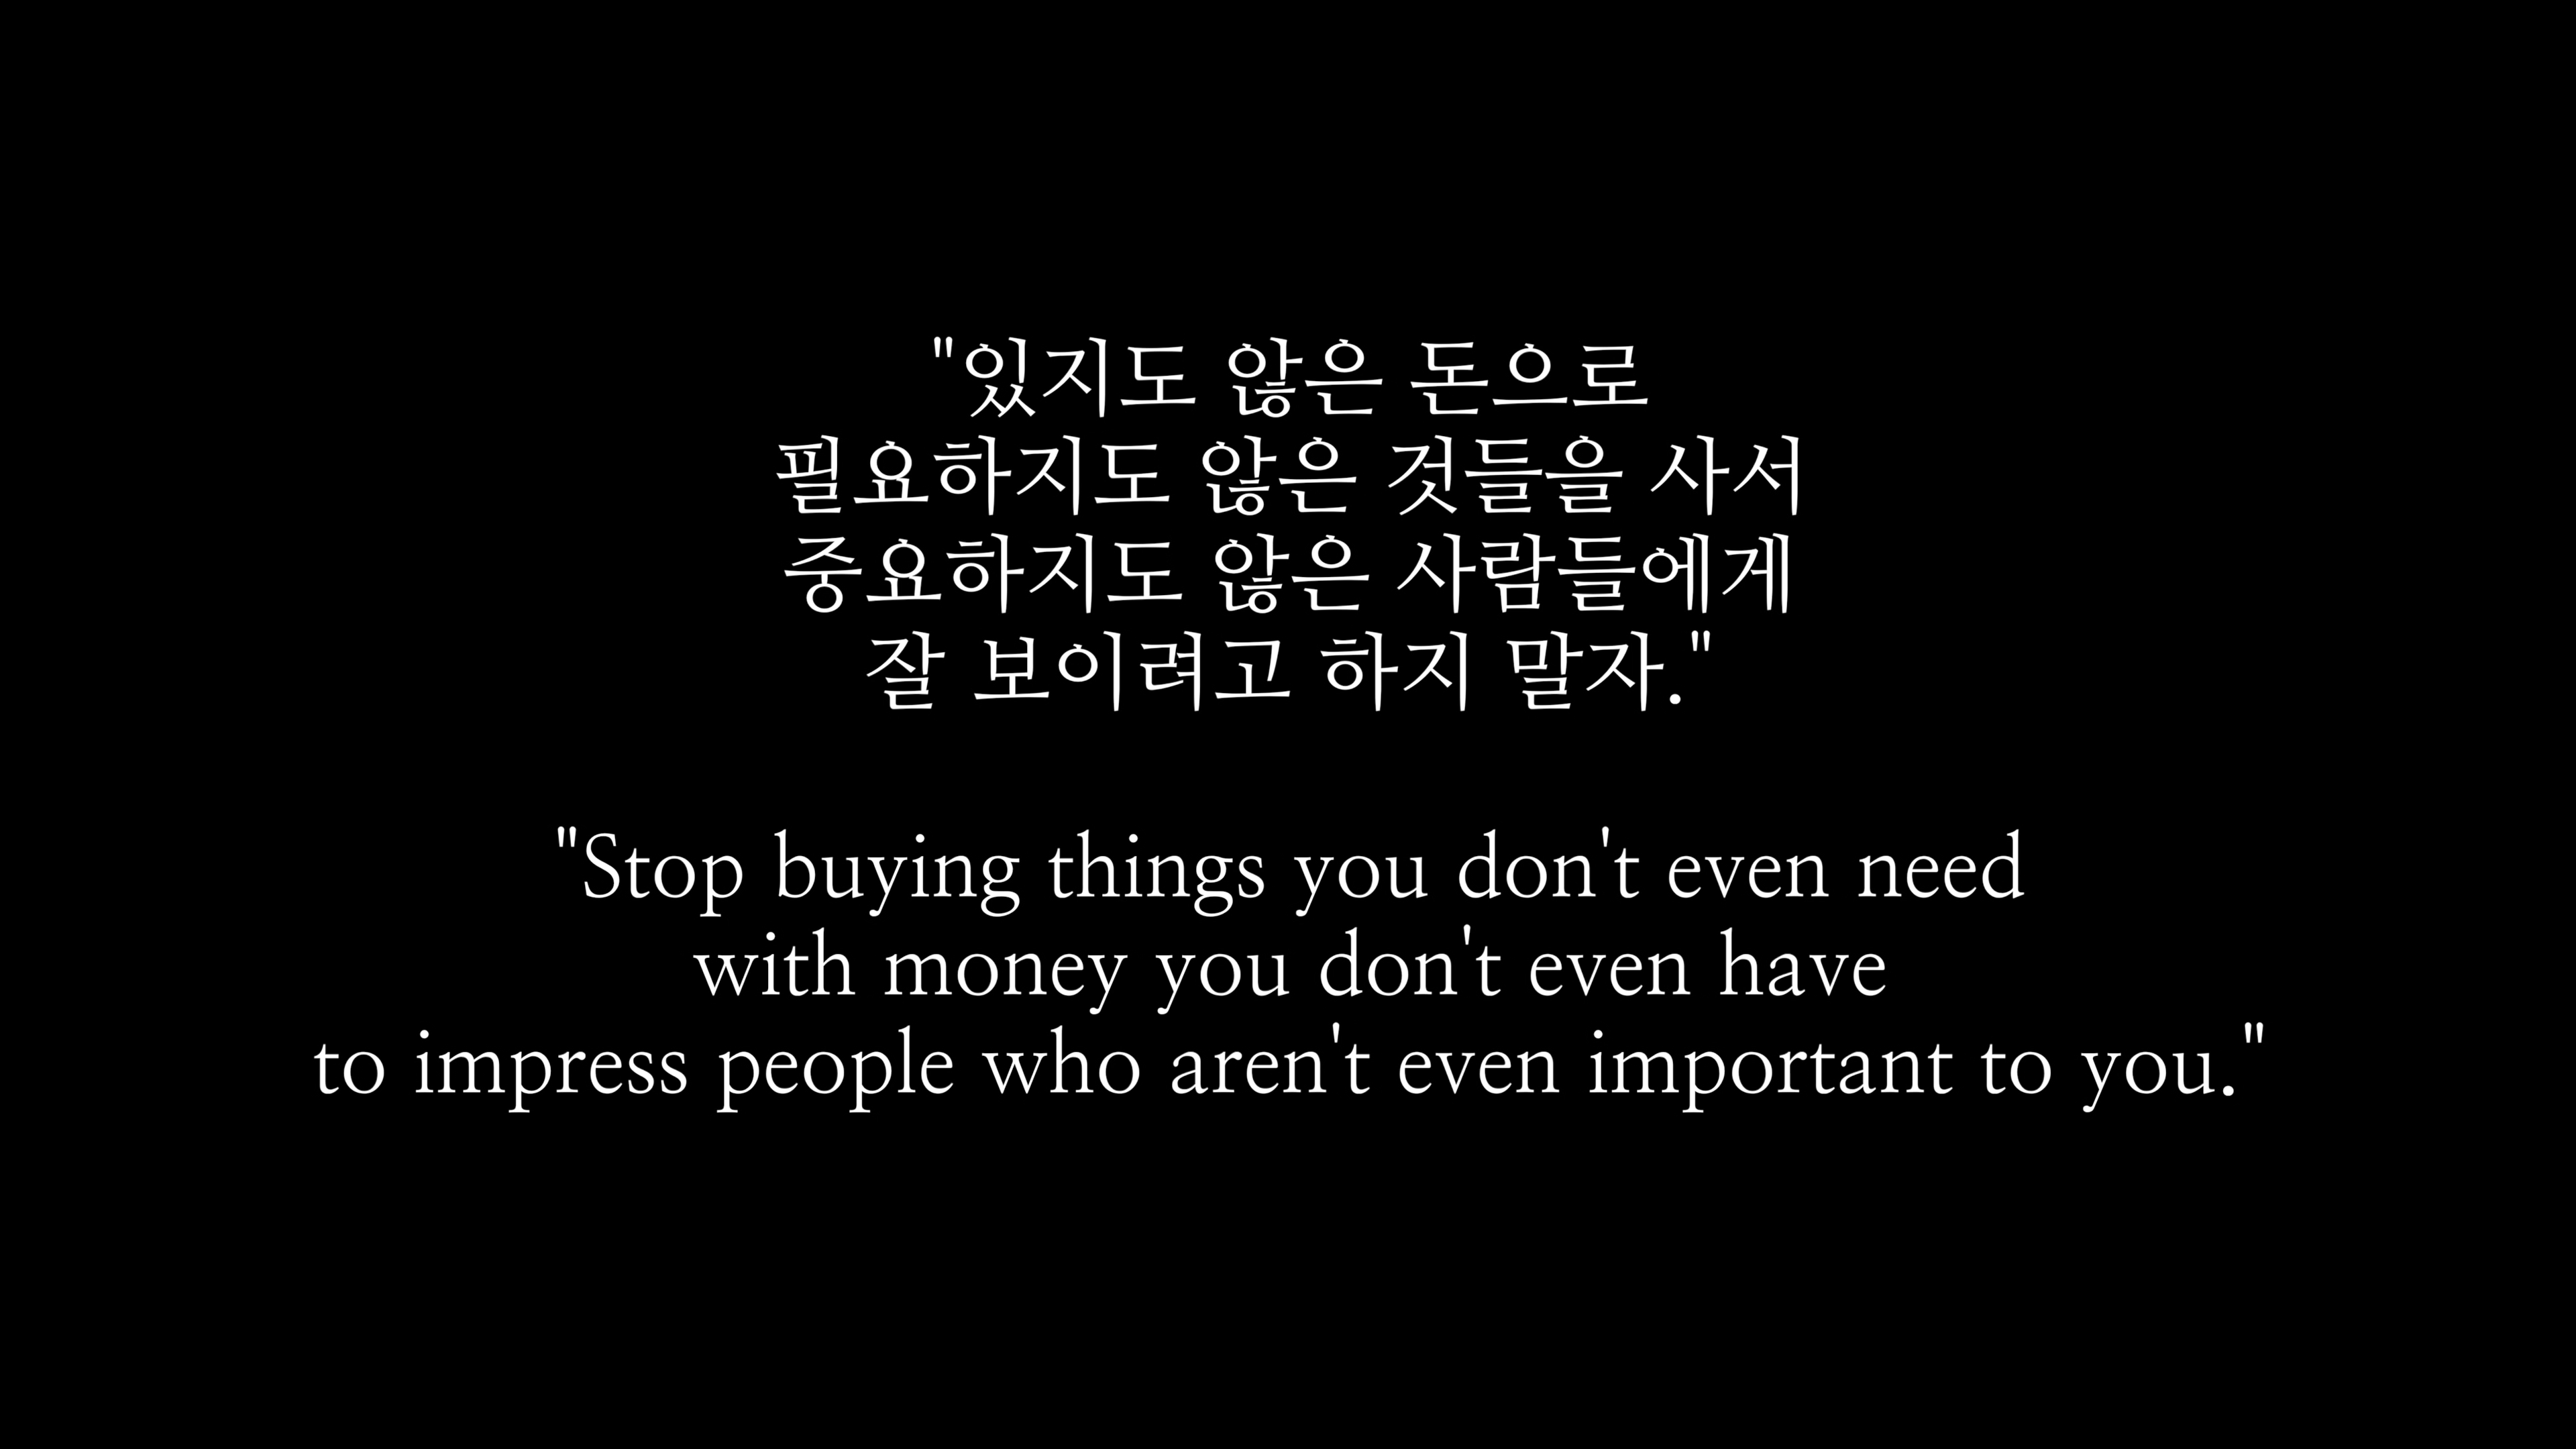 "있지도 않은 돈으로
필요하지도 않은 것들을 사서
중요하지도 않은 사람들에게
잘 보이려고 하지 말자."
"Stop buying things you don't even need
with money you don't even have
to impress people who aren't even important to you."